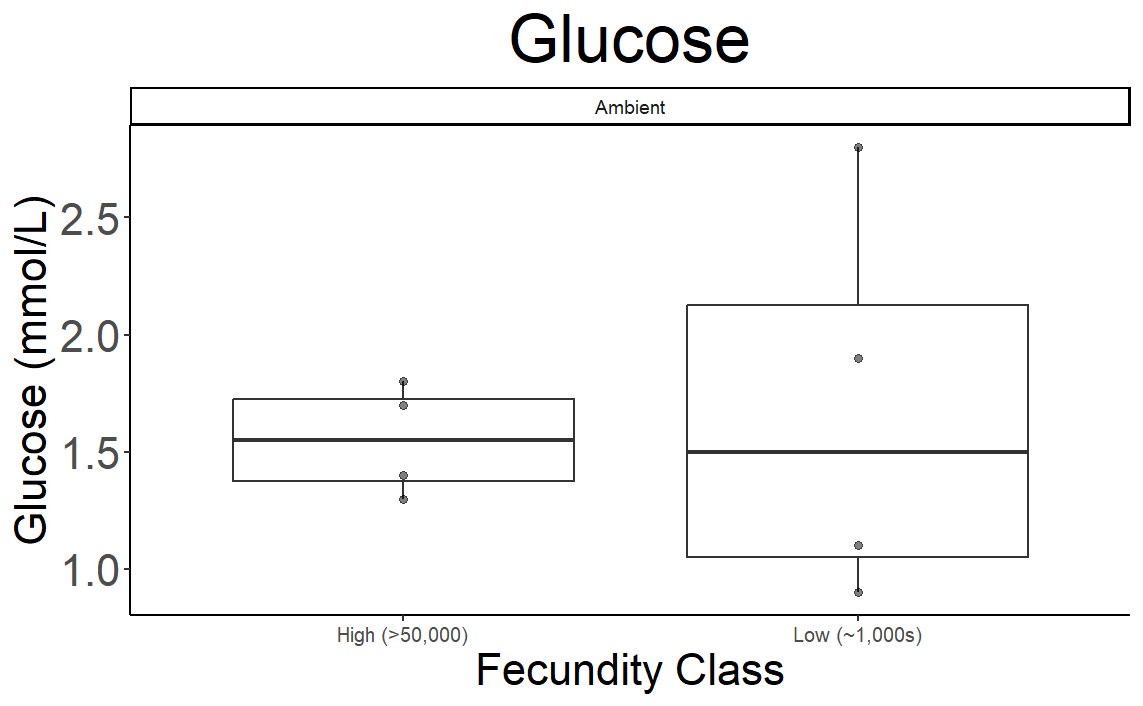 Glucose
Ambient
Glucose (mmol/L)
2.5
2.0
1.5
1.0
High (>50,000)
Low (~1,000s)
Fecundity Class